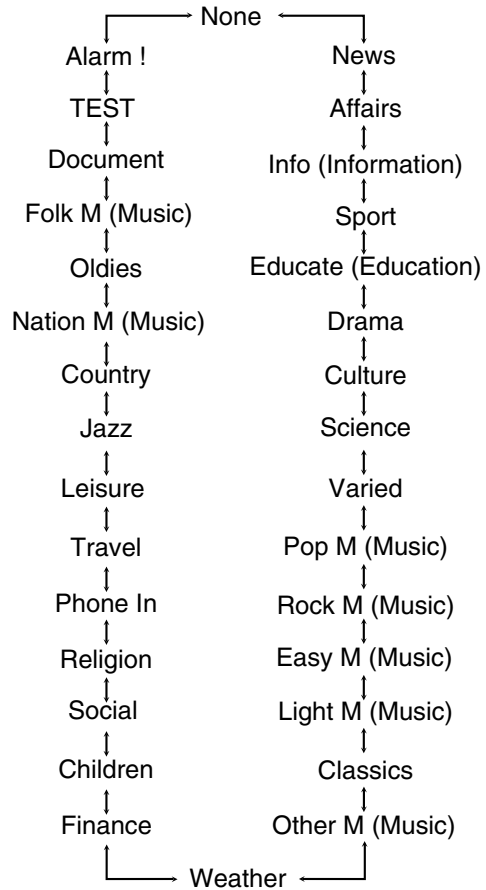 None
Alarm !
News
TEST
Affairs
Document
Info (Information)
Folk M (Music)
Sport
Oldies
Educate (Education)
Nation M (Music)
Drama
Country
Culture
Jazz
Science
Leisure
Varied
Travel
Pop M (Music)
Phone In
Rock M (Music)
Religion
Easy M (Music)
Social
Light M (Music)
Children
Classics
Finance
Other M (Music)
Weather